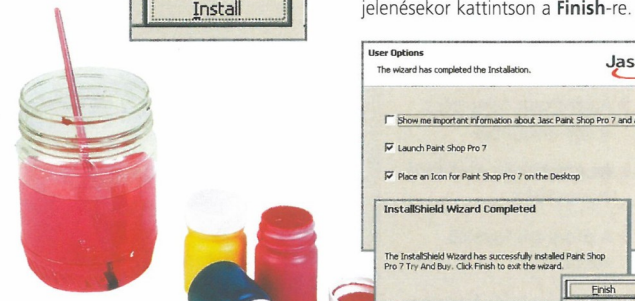 Install
jelenésekor kattintson a Finish-re.
User Options
The wizard has completed the Installation.
Jasc
Show me important information about Jasc Paint Shop Pro 7 and
Launch Paint Shop Pro 7
Place an Icon for Paint Shop Pro 7 on the Desktop
InstallShield Wizard Completed
The InstallShield Wizard has successfully installed Paint Shop
Pro 7 Try And Buy. Click Finish to exit the wizard.
Finish